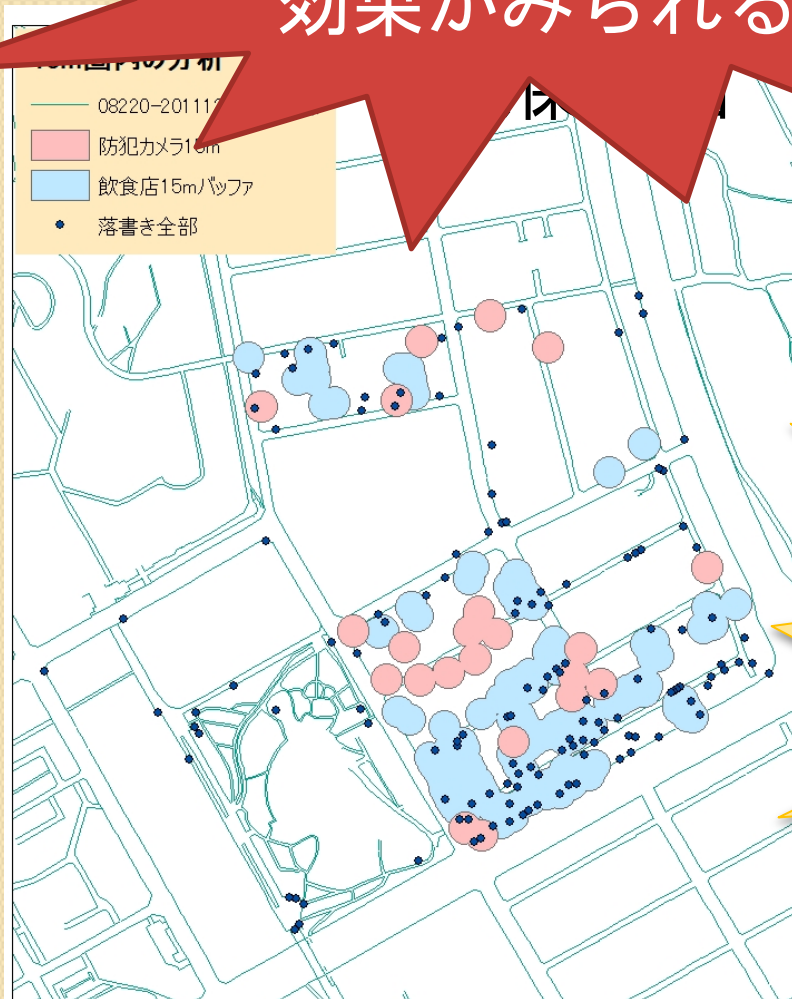 効果がみられる
15m圏内の分析
08220-201112
防犯カメラ15m
飲食店15mバッファ
落書き全部